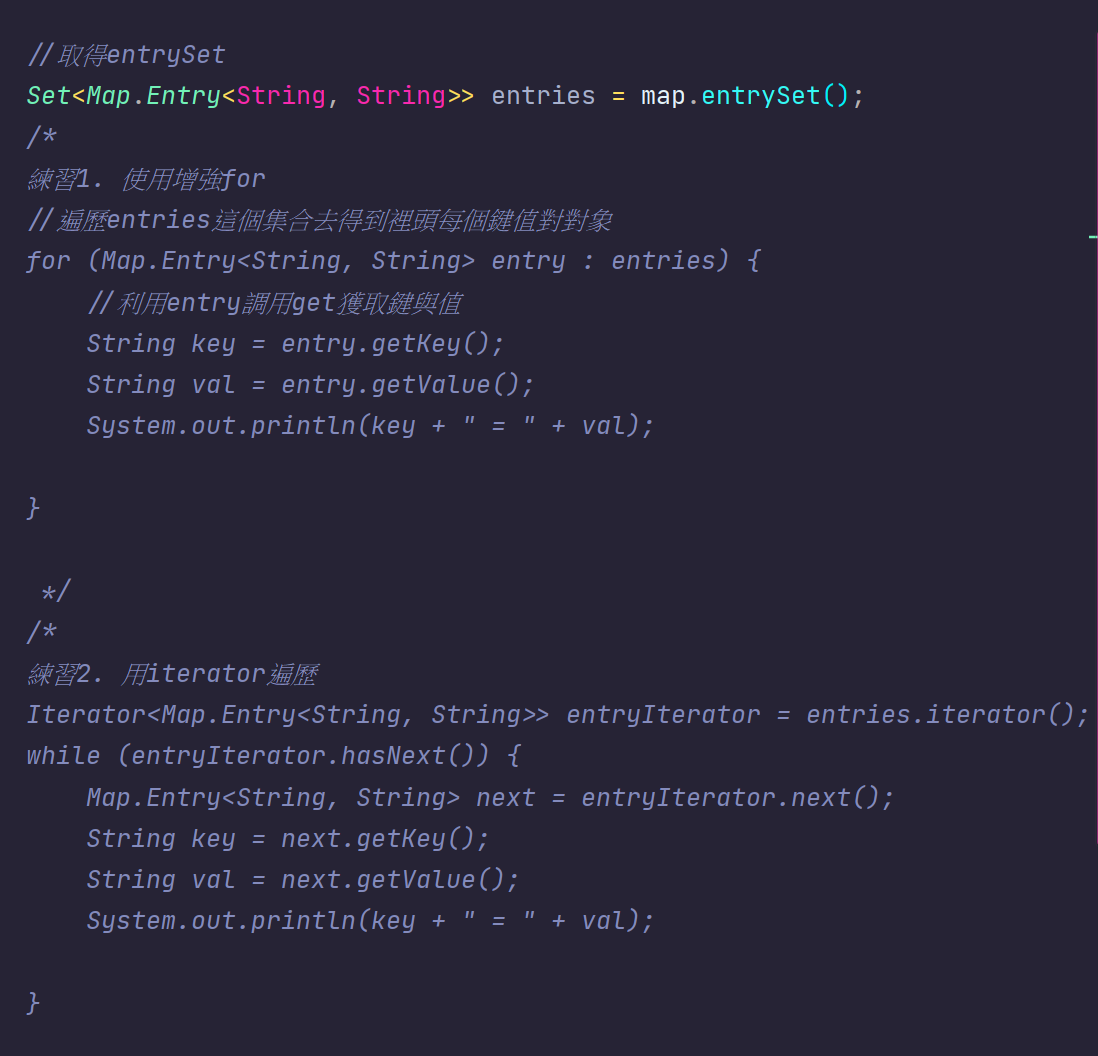 //取得entrySet
Set<Map.Entry<String, String>> entries = map.entrySet();
/*
練習1. 使用增強for
//遍歷entries這個集合去得到裡頭每個鍵值對對象
for (Map.Entry<String, String> entry : entries) {
    //利用entry調用get獲取鍵與值
    String key = entry.getKey();
    String val = entry.getValue();
    System.out.println(key + " = " + val);
}
 */
/*
練習2. 用iterator遍歷
Iterator<Map.Entry<String, String>> entryIterator = entries.iterator();
while (entryIterator.hasNext()) {
    Map.Entry<String, String> next = entryIterator.next();
    String key = next.getKey();
    String val = next.getValue();
    System.out.println(key + " = " + val);
}